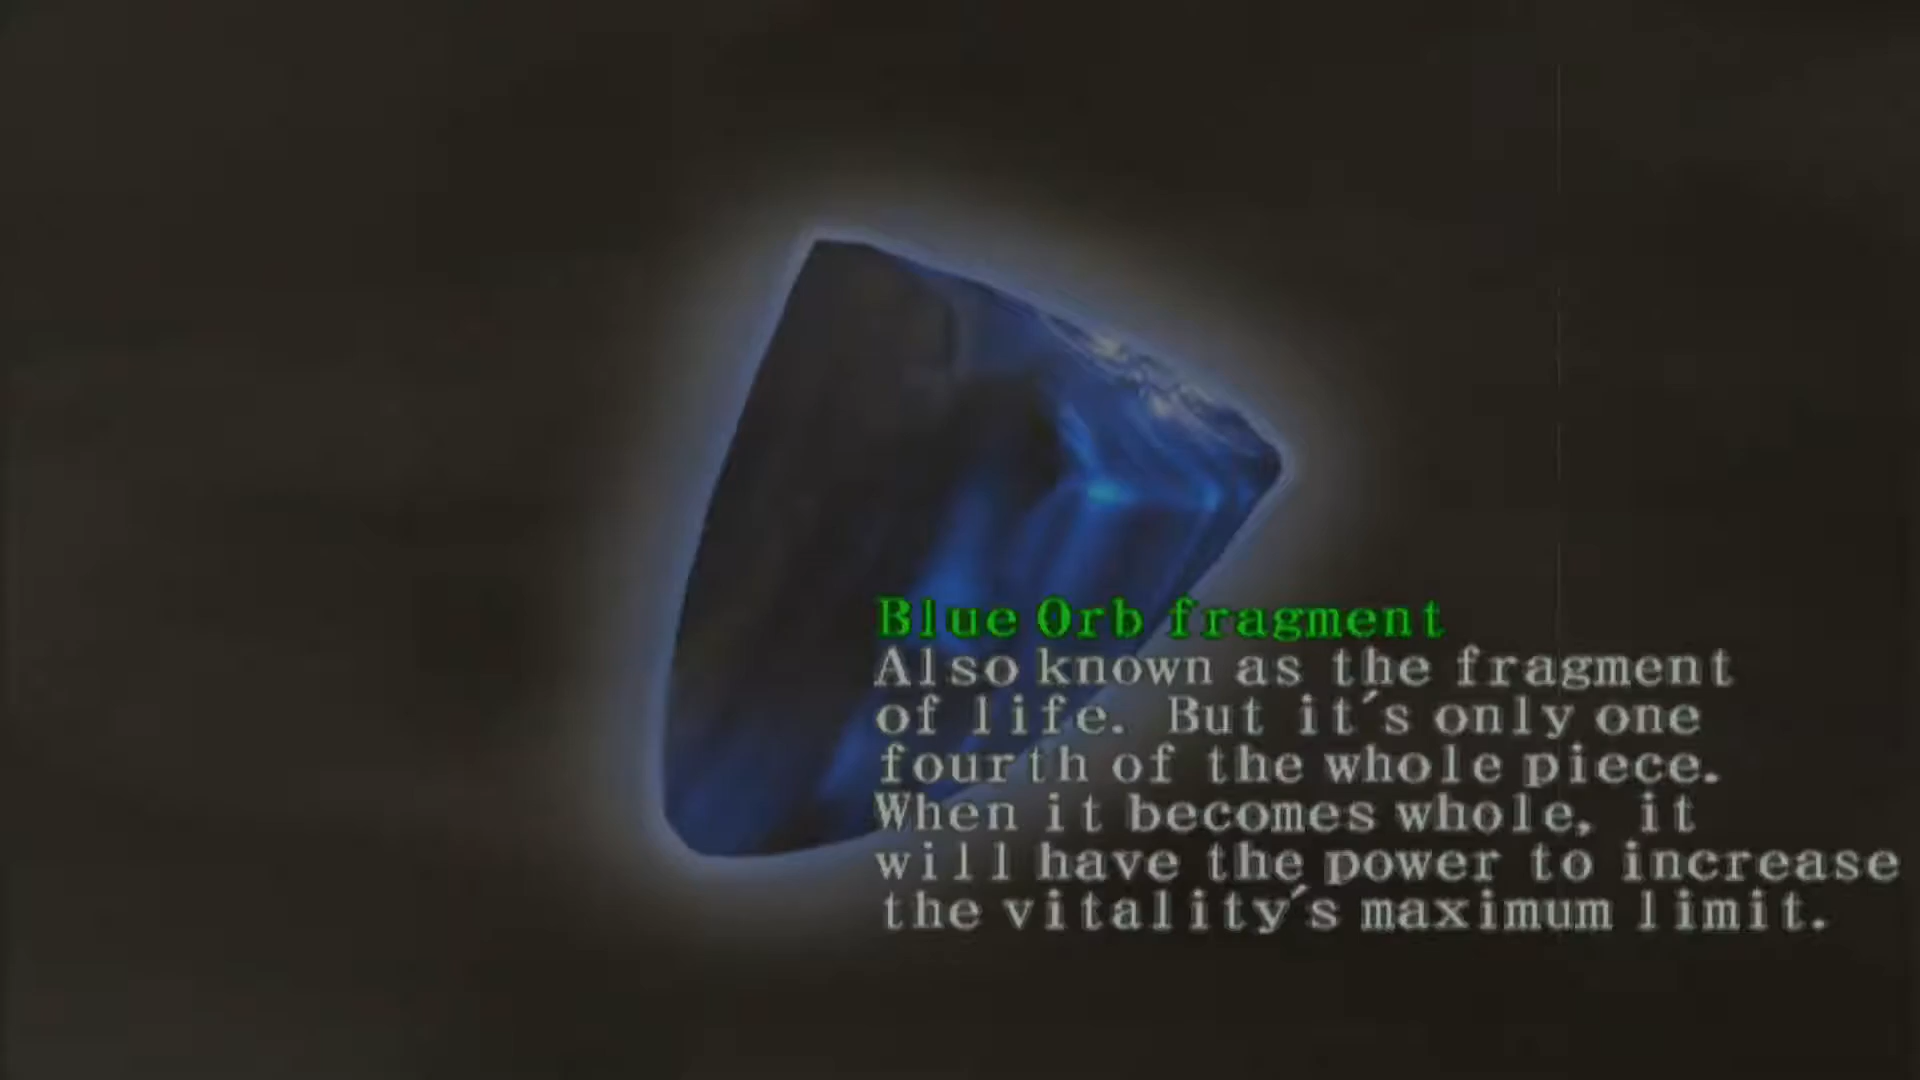 Blue Orb fragment
Also known as the fragment
of life. But it's only one
fourth of the whole piece.
When it becomes whole, it
will have the power to increase
the vitality's maximum limit.